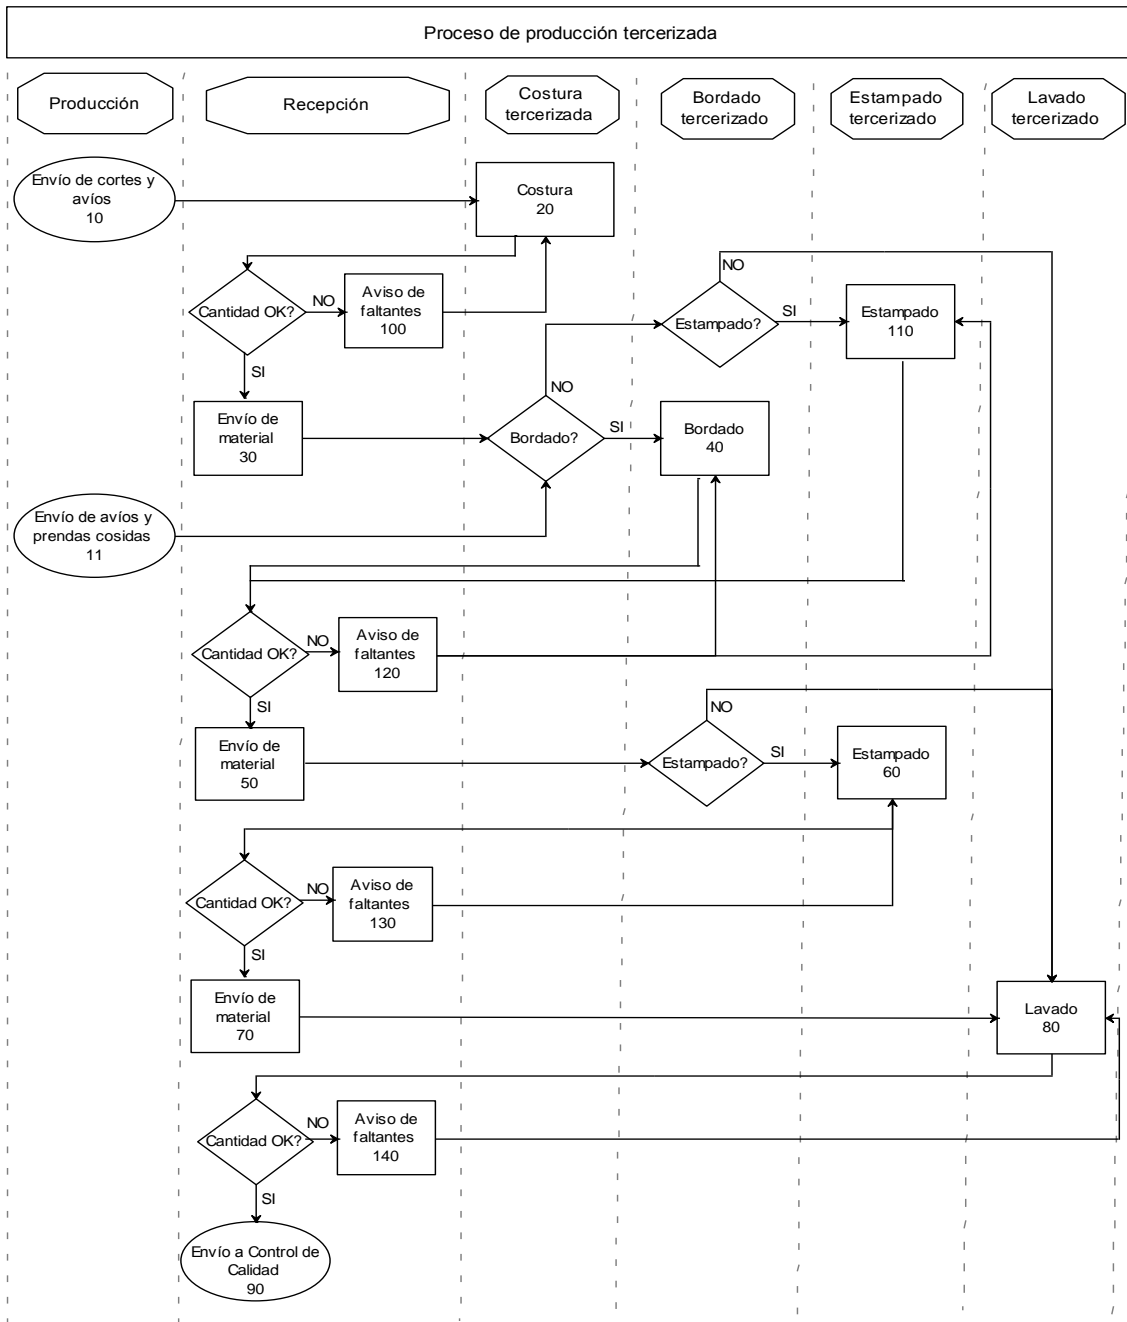 Proceso de producción tercerizada
Producción
Recepción
Costura
tercerizada
Bordado
tercerizado
Estampado
tercerizado
Lavado
tercerizado
Envío de cortes y
avíos
10
Costura
20
NO
Cantidad OK?
NO
Aviso de
faltantes
100
Estampado?
SI
Estampado
110
SI
NO
Envío de
material
30
Bordado?
SI
Bordado
40
Envío de avíos y
prendas cosidas
11
Cantidad OK?
NO
Aviso de
faltantes
120
SI
NO
Envío de
material
50
Estampado?
SI
Estampado
60
Cantidad OK?
NO
Aviso de
faltantes
130
SI
Envío de
material
70
Lavado
80
Cantidad OK?
NO
Aviso de
faltantes
140
SI
Envío a Control de
Calidad
90